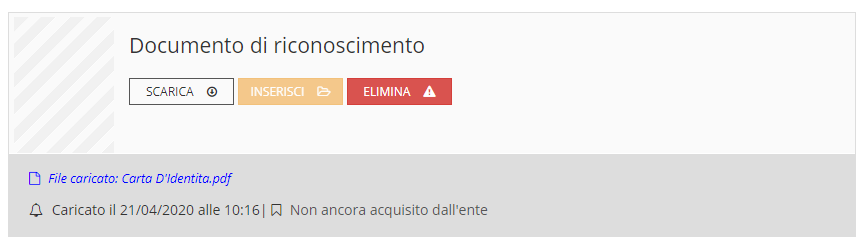 Documento di riconoscimento
SCARICA INSERISCI ELIMINA
File caricato: Carta D'Identita.pdf
Caricato il 21/04/2020 alle 10:16| Non ancora acquisito dall'ente